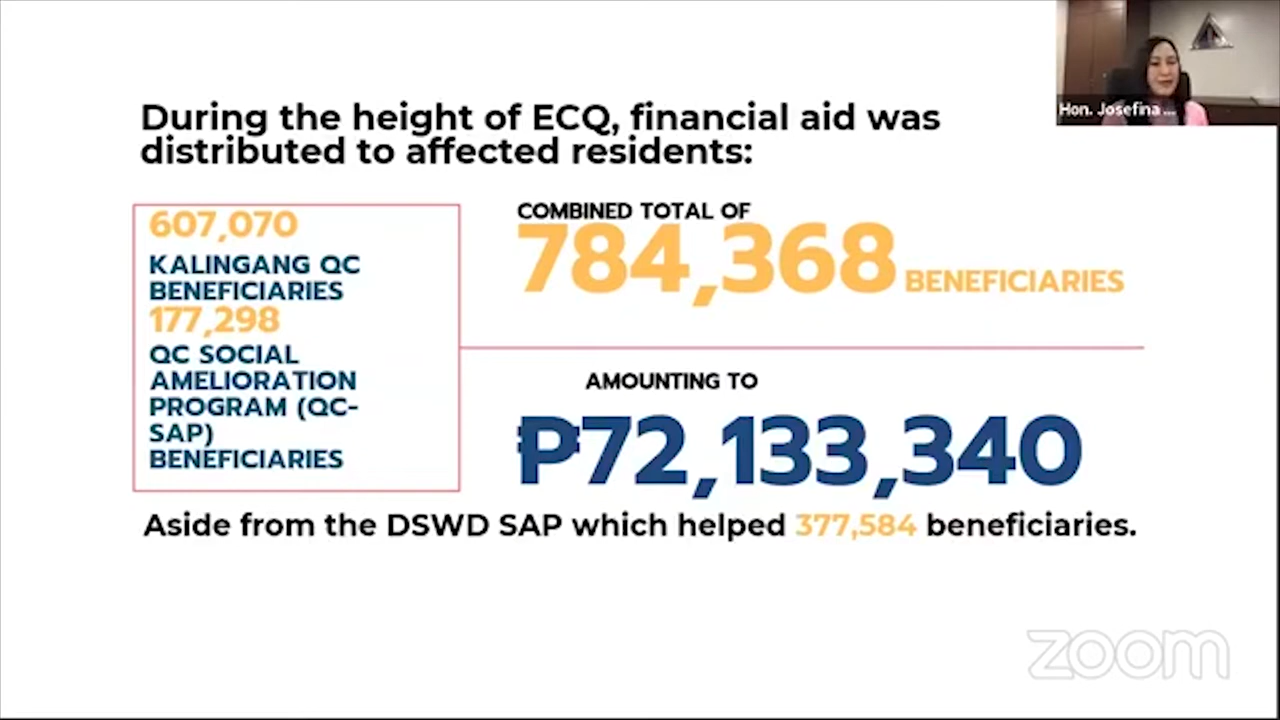 Hon. Josefina ...
During the height of ECQ, financial aid was
distributed to affected residents:
607,070
KALINGANG QC
BENEFICIARIES
177,298
QC SOCIAL
AMELIORATION
PROGRAM (QC-
SAP)
BENEFICIARIES
COMBINED TOTAL OF
784,368 BENEFICIARIES
AMOUNTING TO
₱72,133,340
Aside from the DSWD SAP which helped 377,584 beneficiaries.
zoom